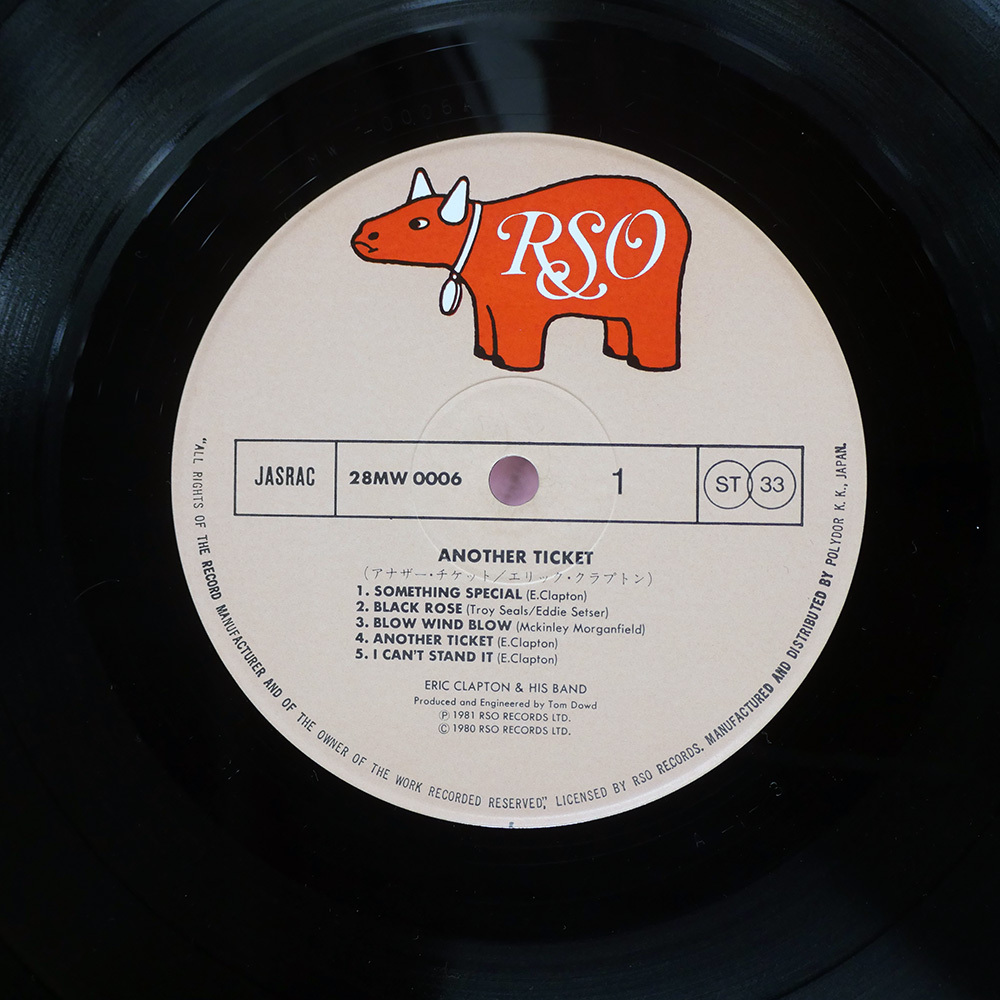 RSO
JASRAC
28MW 0006
1
ST 33
ANOTHER TICKET
(アナザー・チケット/エリック・クラプトン)
1. SOMETHING SPECIAL (E.Clapton)
2. BLACK ROSE (Troy Seals/Eddie Setser)
3. BLOW WIND BLOW (Mckinley Morganfield)
4. ANOTHER TICKET (E.Clapton)
5. I CAN'T STAND IT (E.Clapton)
ERIC CLAPTON & HIS BAND
Produced and Engineered by Tom Dowd
Ⓟ 1981 RSO RECORDS LTD.
© 1980 RSO RECORDS LTD.
"ALL RIGHTS OF THE RECORD MANUFACTURER AND OF THE OWNER OF THE WORK RECORDED RESERVED," LICENSED BY RSO RECORDS. MANUFACTURED AND DISTRIBUTED BY POLYDOR K. K., JAPAN.